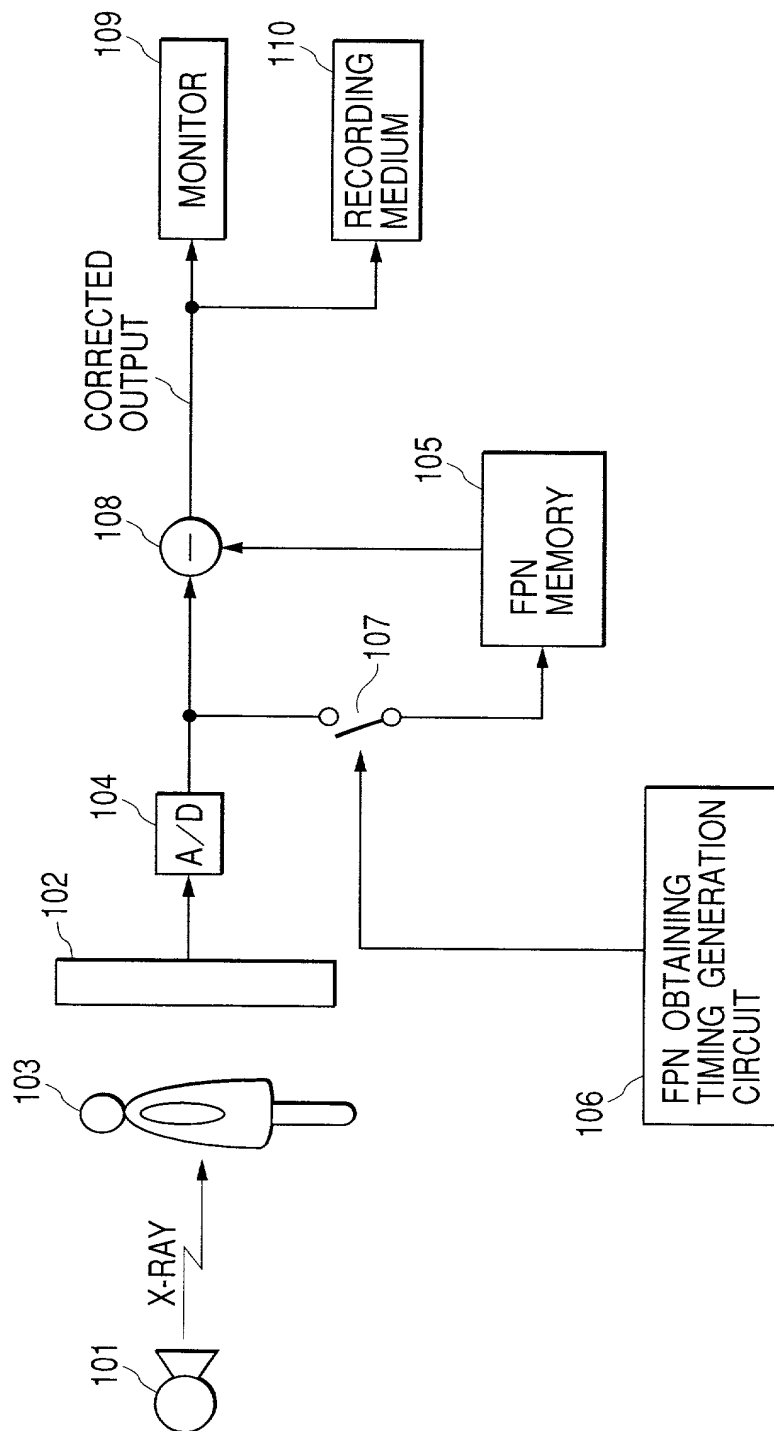 101
X-RAY
103
102
104
A/D
107
108
CORRECTED
OUTPUT
109
MONITOR
110
RECORDING
MEDIUM
105
FPN
MEMORY
106
FPN OBTAINING
TIMING GENERATION
CIRCUIT